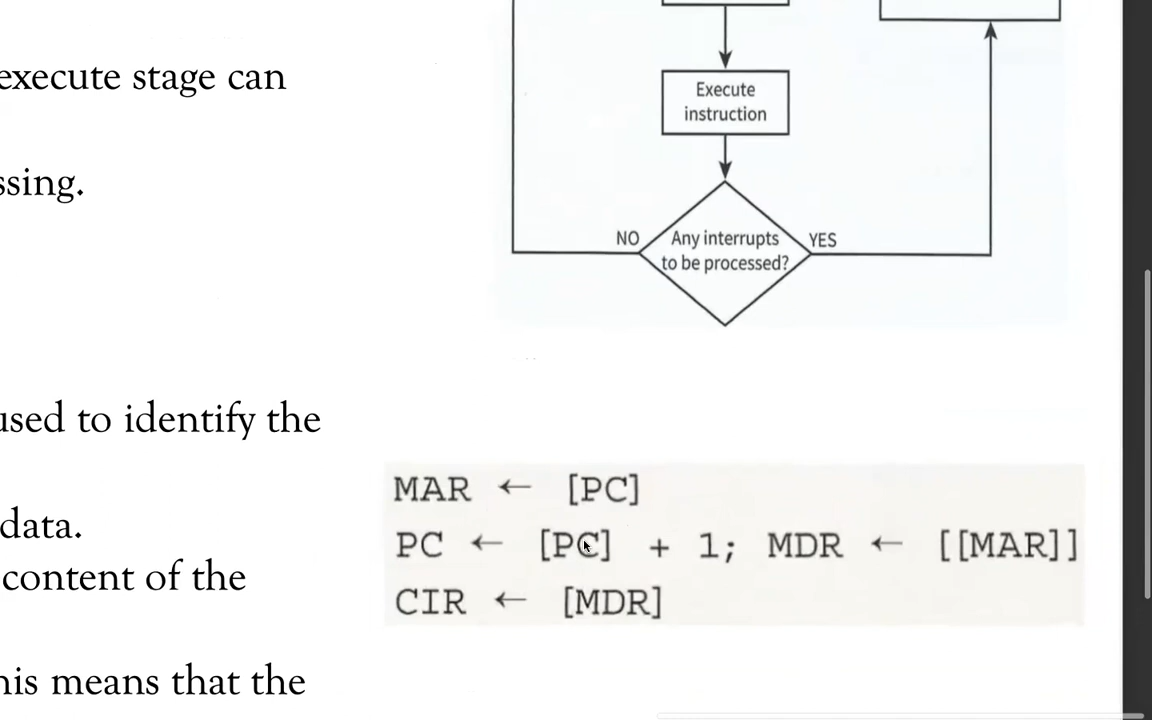 execute stage can
ssing.
Execute
instruction
NO
Any interrupts
to be processed?
YES
used to identify the
data.
content of the
his means that the
MAR ← [PC]
PC ← [PC] + 1; MDR ← [[MAR]]
CIR ← [MDR]